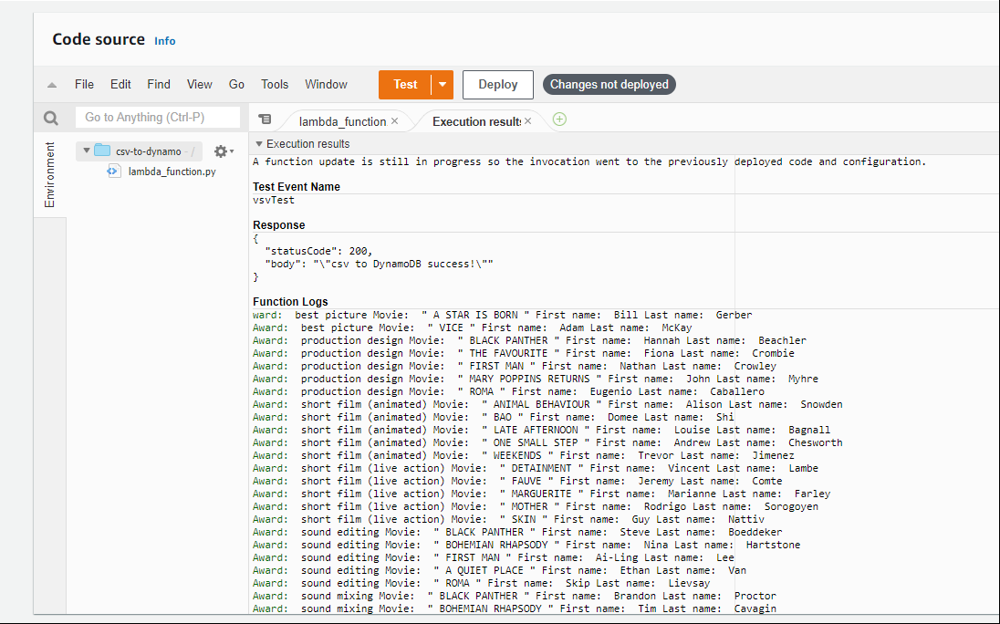 Code source Info
File Edit Find View Go Tools Window Test Deploy Changes not deployed
Go to Anything (Ctrl-P)
lambda_function × Execution results ×
Environment
csv-to-dynamo - /
lambda_function.py
Execution results
A function update is still in progress so the invocation went to the previously deployed code and configuration.
Test Event Name
vsvTest
Response
{
"statusCode": 200,
"body": "\"csv to DynamoDB success!\""
}
Function Logs
ward:  best picture Movie:  " A STAR IS BORN " First name:  Bill Last name:  Gerber
Award:  best picture Movie:  " VICE " First name:  Adam Last name:  McKay
Award:  production design Movie:  " BLACK PANTHER " First name:  Hannah Last name:  Beachler
Award:  production design Movie:  " THE FAVOURITE " First name:  Fiona Last name:  Crombie
Award:  production design Movie:  " FIRST MAN " First name:  Nathan Last name:  Crowley
Award:  production design Movie:  " MARY POPPINS RETURNS " First name:  John Last name:  Myhre
Award:  production design Movie:  " ROMA " First name:  Eugenio Last name:  Caballero
Award:  short film (animated) Movie:  " ANIMAL BEHAVIOUR " First name:  Alison Last name:  Snowden
Award:  short film (animated) Movie:  " BAO " First name:  Domee Last name:  Shi
Award:  short film (animated) Movie:  " LATE AFTERNOON " First name:  Louise Last name:  Bagnall
Award:  short film (animated) Movie:  " ONE SMALL STEP " First name:  Andrew Last name:  Chesworth
Award:  short film (animated) Movie:  " WEEKENDS " First name:  Trevor Last name:  Jimenez
Award:  short film (live action) Movie:  " DETAINMENT " First name:  Vincent Last name:  Lambe
Award:  short film (live action) Movie:  " FAUVE " First name:  Jeremy Last name:  Comte
Award:  short film (live action) Movie:  " MARGUERITE " First name:  Marianne Last name:  Farley
Award:  short film (live action) Movie:  " MOTHER " First name:  Rodrigo Last name:  Sorogoyen
Award:  short film (live action) Movie:  " SKIN " First name:  Guy Last name:  Nattiv
Award:  sound editing Movie:  " BLACK PANTHER " First name:  Steve Last name:  Boeddeker
Award:  sound editing Movie:  " BOHEMIAN RHAPSODY " First name:  Nina Last name:  Hartstone
Award:  sound editing Movie:  " FIRST MAN " First name:  Ai-Ling Last name:  Lee
Award:  sound editing Movie:  " A QUIET PLACE " First name:  Ethan Last name:  Van
Award:  sound editing Movie:  " ROMA " First name:  Skip Last name:  Lievsay
Award:  sound mixing Movie:  " BLACK PANTHER " First name:  Brandon Last name:  Proctor
Award:  sound mixing Movie:  " BOHEMIAN RHAPSODY " First name:  Tim Last name:  Cavagin